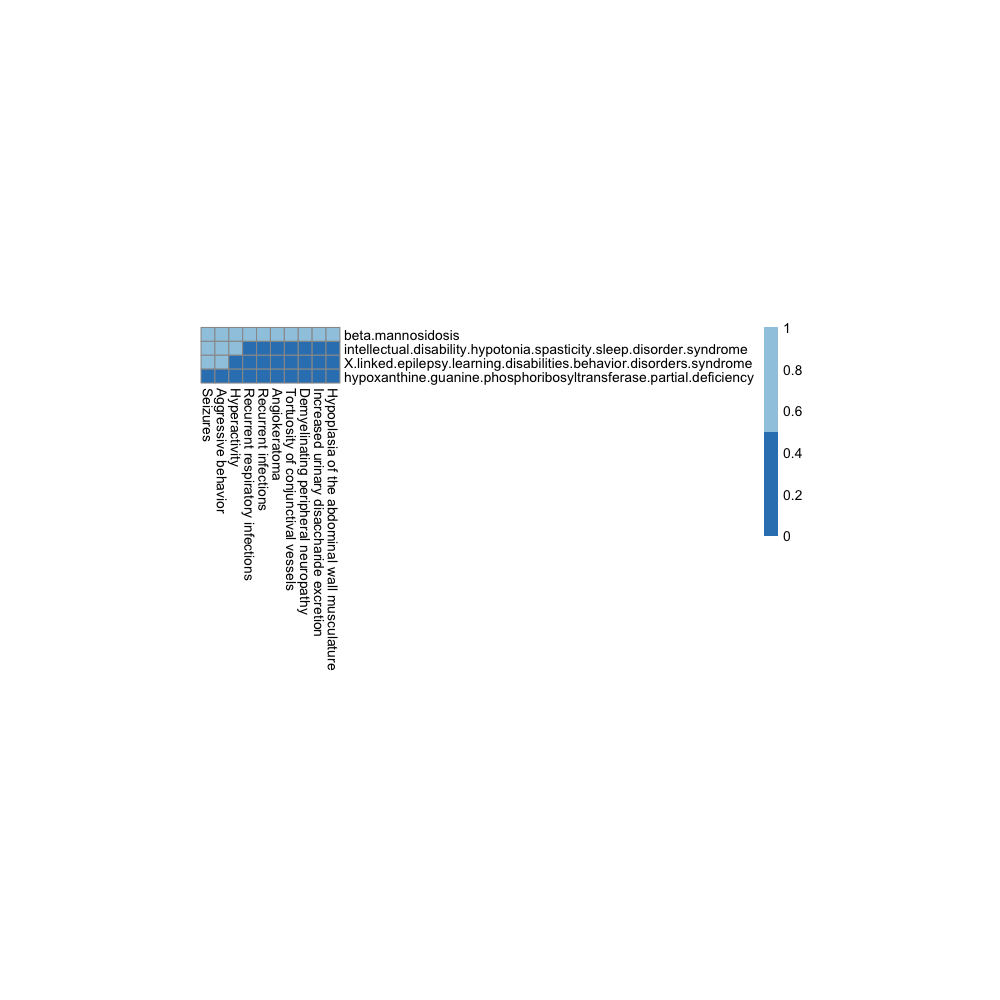 beta.mannosidosis
intellectual.disability.hypotonia.spasticity.sleep.disorder.syndrome
X.linked.epilepsy.learning.disabilities.behavior.disorders.syndrome
hypoxanthine.guanine.phosphoribosyltransferase.partial.deficiency
Seizures
Aggressive behavior
Hyperactivity
Recurrent respiratory infections
Recurrent infections
Angiokeratoma
Tortuosity of conjunctival vessels
Demyelinating peripheral neuropathy
Increased urinary disaccharide excretion
Hypoplasia of the abdominal wall musculature
1
0.8
0.6
0.4
0.2
0